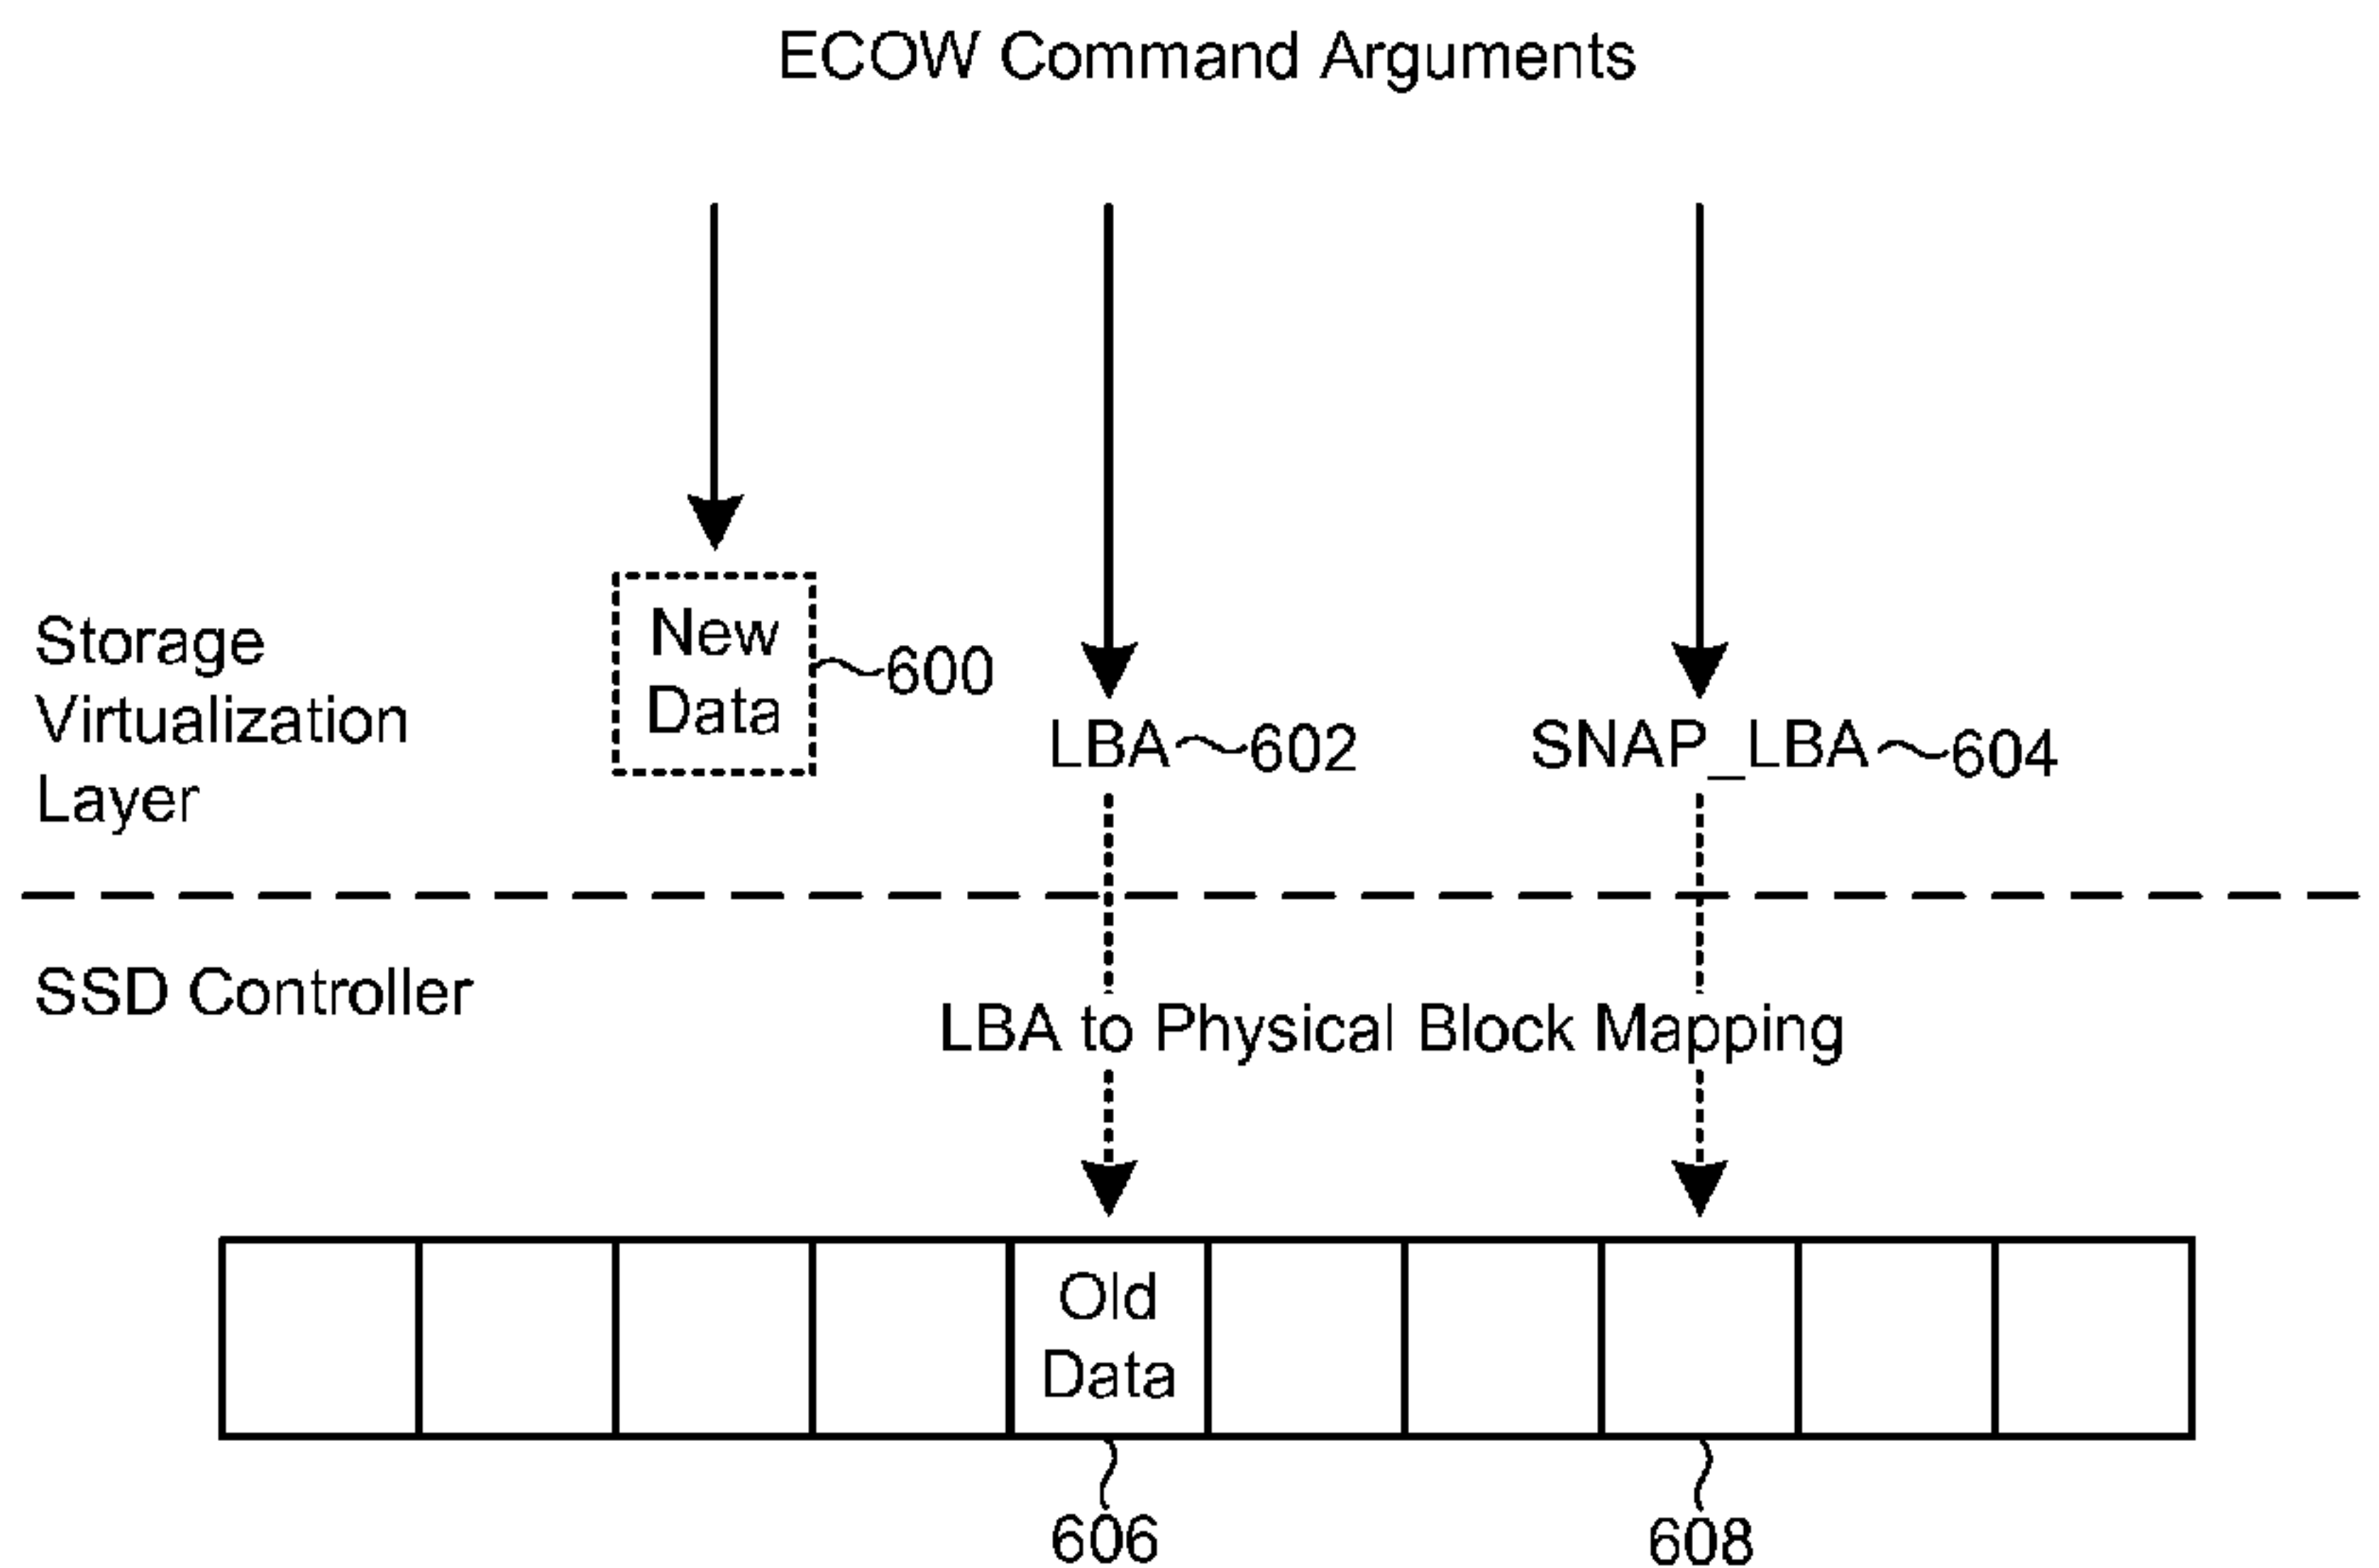 ECOW Command Arguments
New
Data
600
Storage
Virtualization
Layer
LBA 602
SNAP_LBA 604
SSD Controller
LBA to Physical Block Mapping
Old
Data
606
608